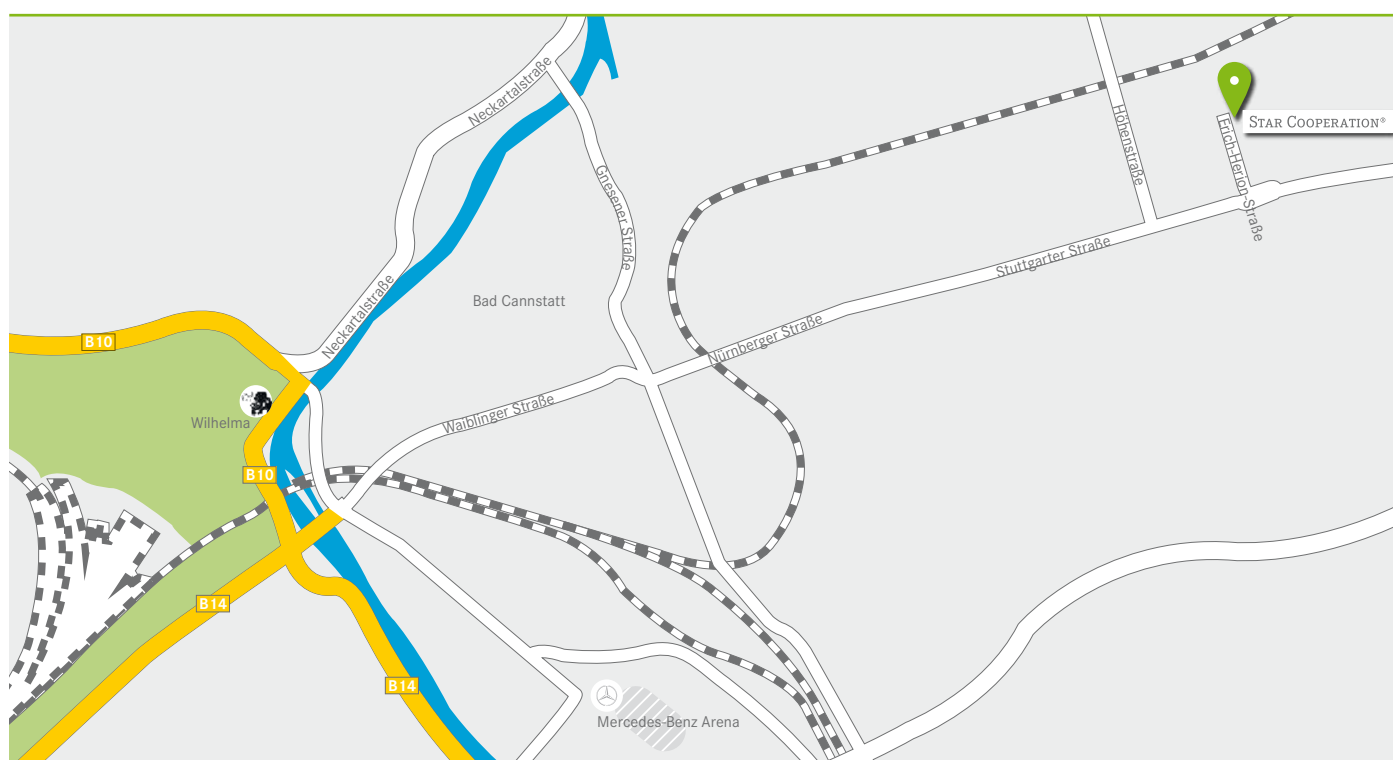 Neckartalstraße
STAR COOPERATION®
Höhenstraße
Erich-Herion-Straße
Gnesener Straße
Stuttgarter Straße
Bad Cannstatt
Neckartalstraße
Nürnberger Straße
B10
Waiblinger Straße
Wilhelma
B10
B14
B14
Mercedes-Benz Arena